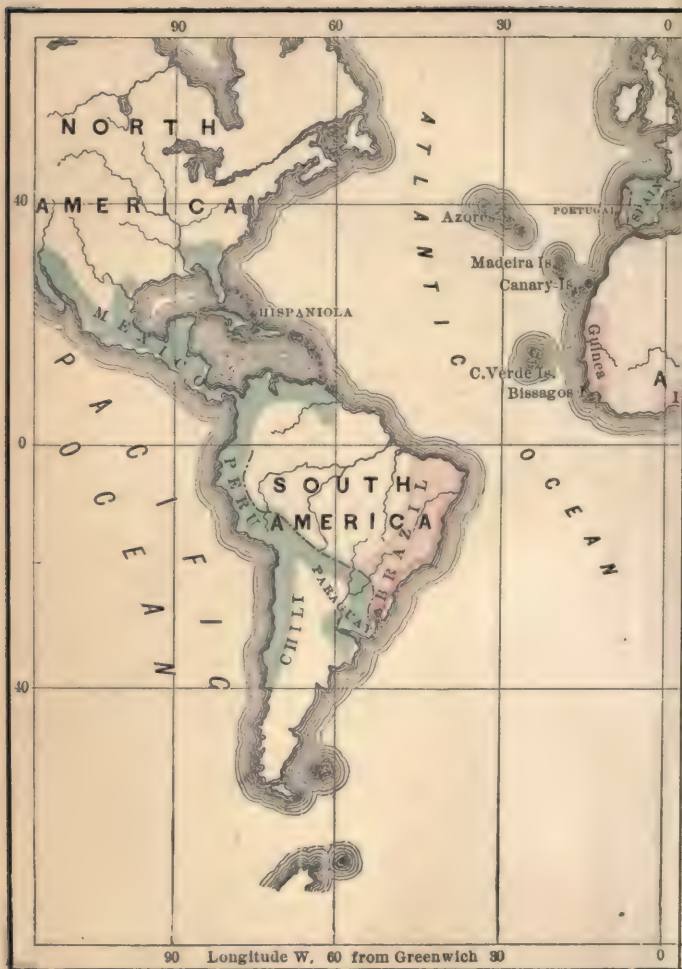 90 60 30 0
NORTH
AMERICA
ATLANTIC
OCEAN
40
Azores
PORTUGAL
SPAIN
Madeira Is.
Canary Is.
HISPANIOLA
MEXICO
Guinea
C. Verde Is.
Bissagos I.
A
PACIFIC
OCEAN
0
PERU
SOUTH
AMERICA
BRAZIL
PARAGUAY
CHILI
40
90 Longitude W. 60 from Greenwich 30 0